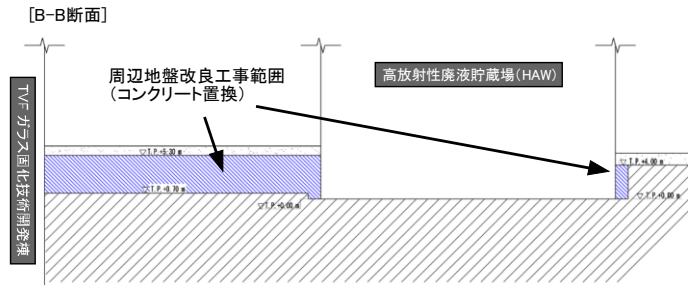 [B-B断面]
周辺地盤改良工事範囲
(コンクリート置換)
高放射性廃液貯蔵場(HAW)
TVF ガラス固化技術開発棟
▽T.P.+5.30 m
▽T.P.+0.70 m
▽T.P.+0.00 m
▽T.P.+4.00 m
▽T.P.+0.00 m